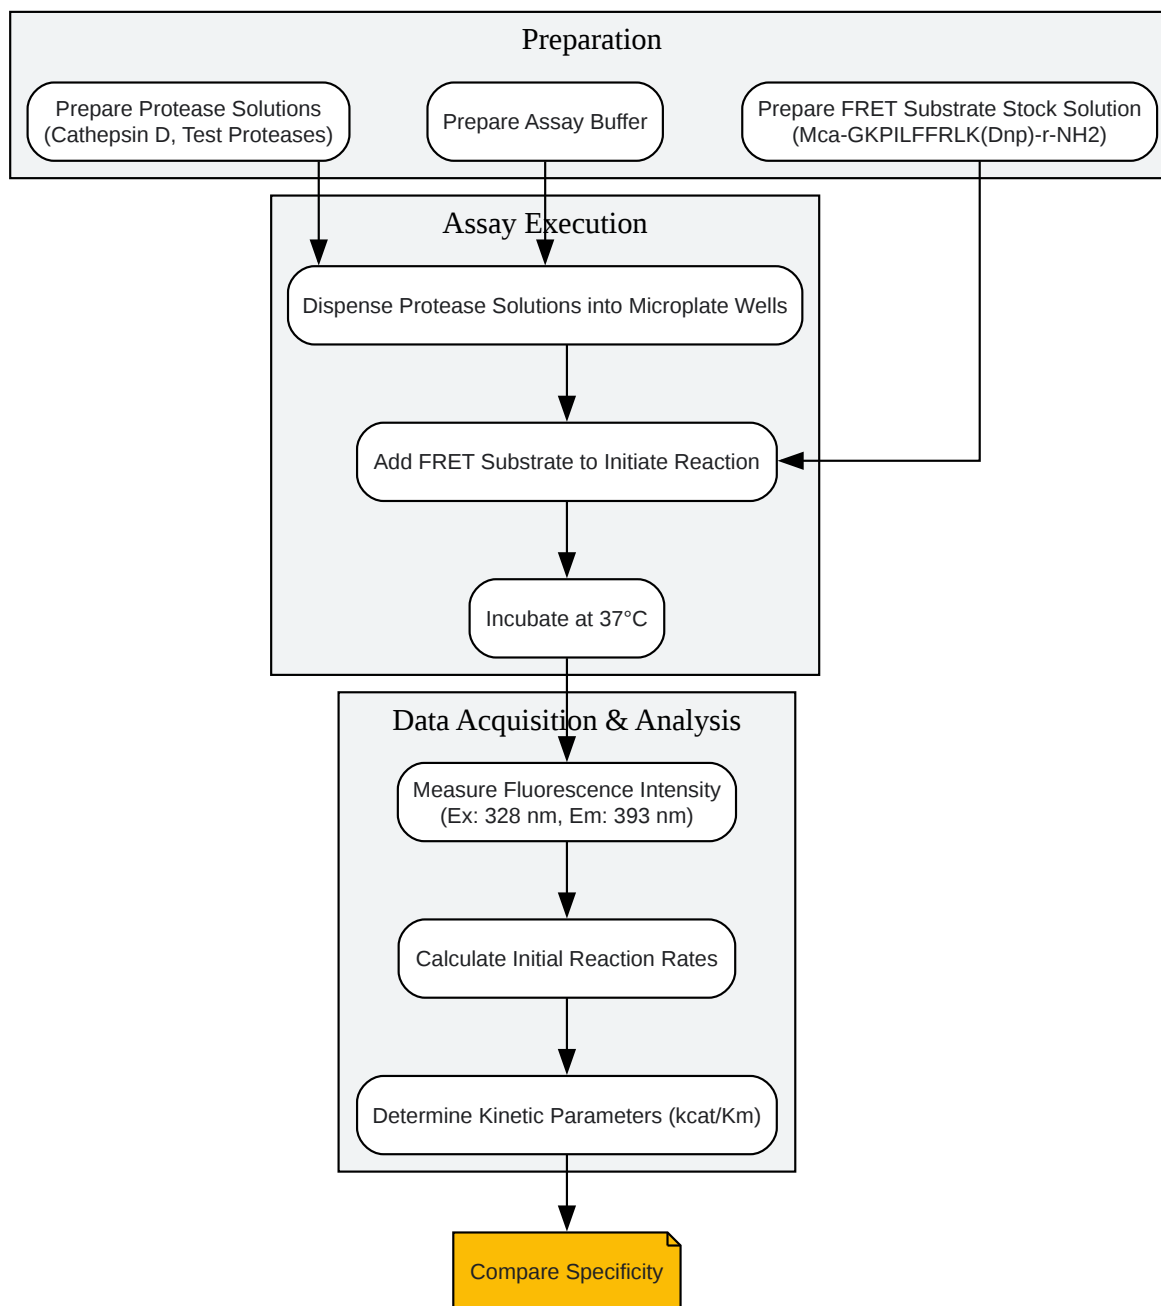 Preparation
Prepare Protease Solutions
(Cathepsin D, Test Proteases)
Prepare Assay Buffer
Prepare FRET Substrate Stock Solution
(Mca-GKPILFFRLK(Dnp)-r-NH2)
Assay Execution
Dispense Protease Solutions into Microplate Wells
Add FRET Substrate to Initiate Reaction
Incubate at 37°C
Data Acquisition & Analysis
Measure Fluorescence Intensity
(Ex: 328 nm, Em: 393 nm)
Calculate Initial Reaction Rates
Determine Kinetic Parameters (kcat/Km)
Compare Specificity